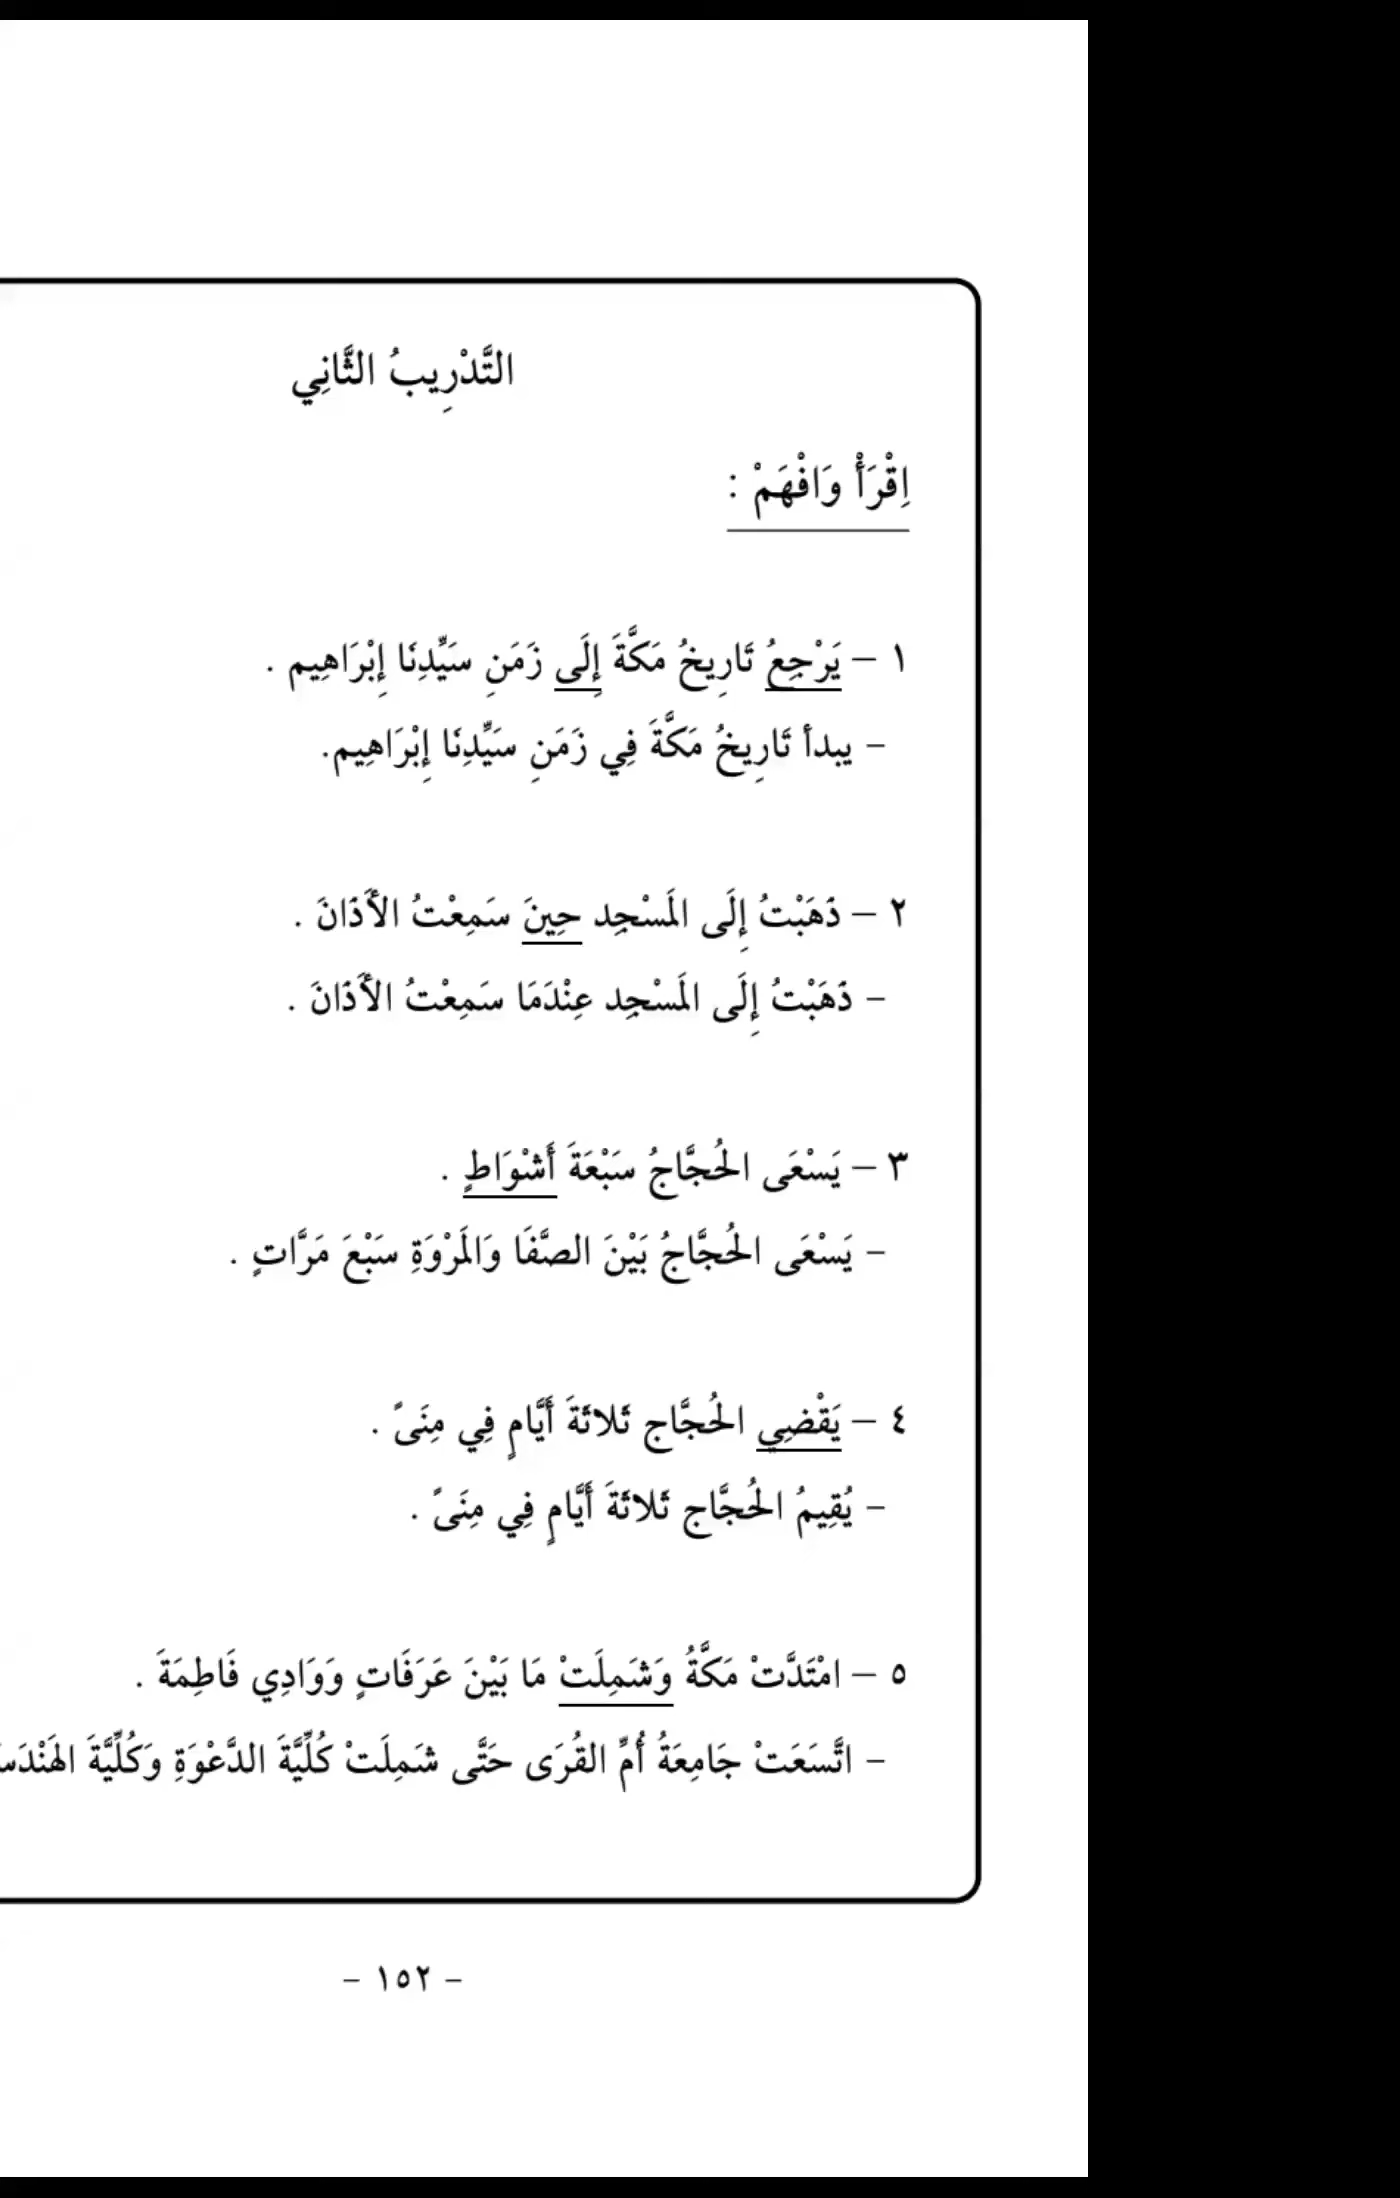 التَّدْرِيبُ الثَّانِي
اِقْرَأْ وَافْهَمْ :
١ – يَرْجِعُ تَارِيخُ مَكَّةَ إِلَى زَمَنِ سَيِّدِنَا إِبْرَاهِيم .
– يبدأ تَارِيخُ مَكَّةَ فِي زَمَنِ سَيِّدِنَا إِبْرَاهِيم.
٢ – ذَهَبْتُ إِلَى المَسْجِد حِينَ سَمِعْتُ الأَذَانَ .
– ذَهَبْتُ إِلَى المَسْجِد عِنْدَمَا سَمِعْتُ الأَذَانَ .
٣ – يَسْعَى الحُجَّاجُ سَبْعَةَ أَشْوَاطٍ .
– يَسْعَى الحُجَّاجُ بَيْنَ الصَّفَا وَالمَرْوَةِ سَبْعَ مَرَّاتٍ .
٤ – يَقْضِي الحُجَّاج ثَلاثَةَ أَيَّامٍ فِي مِنَىً .
– يُقِيمُ الحُجَّاج ثَلاثَةَ أَيَّامٍ فِي مِنَىً .
٥ – امْتَدَّتْ مَكَّةُ وَشَمِلَتْ مَا بَيْنَ عَرَفَاتٍ وَوَادِي فَاطِمَةَ .
– اتَّسَعَتْ جَامِعَةُ أُمِّ القُرَى حَتَّى شَمِلَتْ كُلِّيَّةَ الدَّعْوَةِ وَكُلِّيَّةَ
– ١٥٢ –